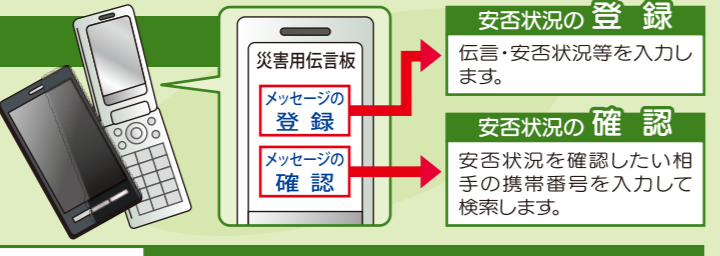 災害用伝言板
メッセージの
登録
メッセージの
確認
安否状況の登録
伝言・安否状況等を入力し
ます。
安否状況の確認
安否状況を確認したい相
手の携帯番号を入力して
検索します。